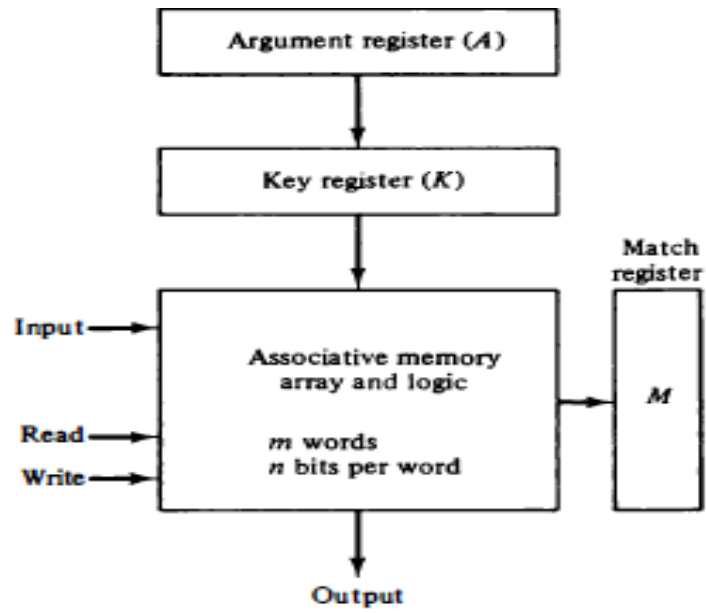 Argument register (A)
Key register (K)
Match
register
Input
Associative memory
array and logic
M
Read
m words
Write
n bits per word
Output